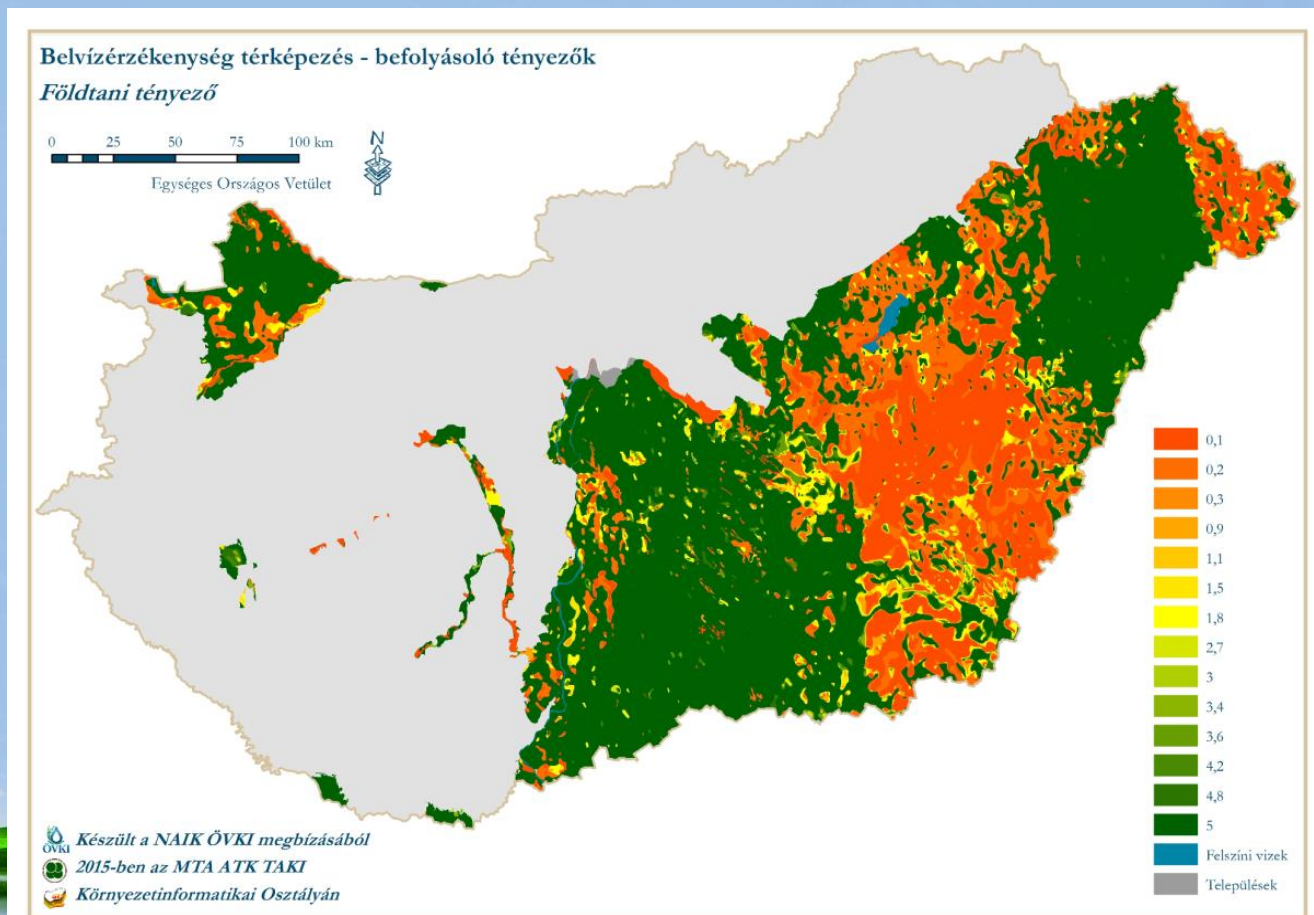 Belvízérzékenység térképezés - befolyásoló tényezők
Földtani tényező
0 25 50 75 100 km
N
Egységes Országos Vetület
0,1
0,2
0,3
0,9
1,1
1,5
1,8
2,7
3
3,4
3,6
4,2
4,8
5
Felszíni vizek
Települések
ÖVKI
Készült a NAIK ÖVKI megbízásából
2015-ben az MTA ATK TAKI
Környezetinformatikai Osztályán